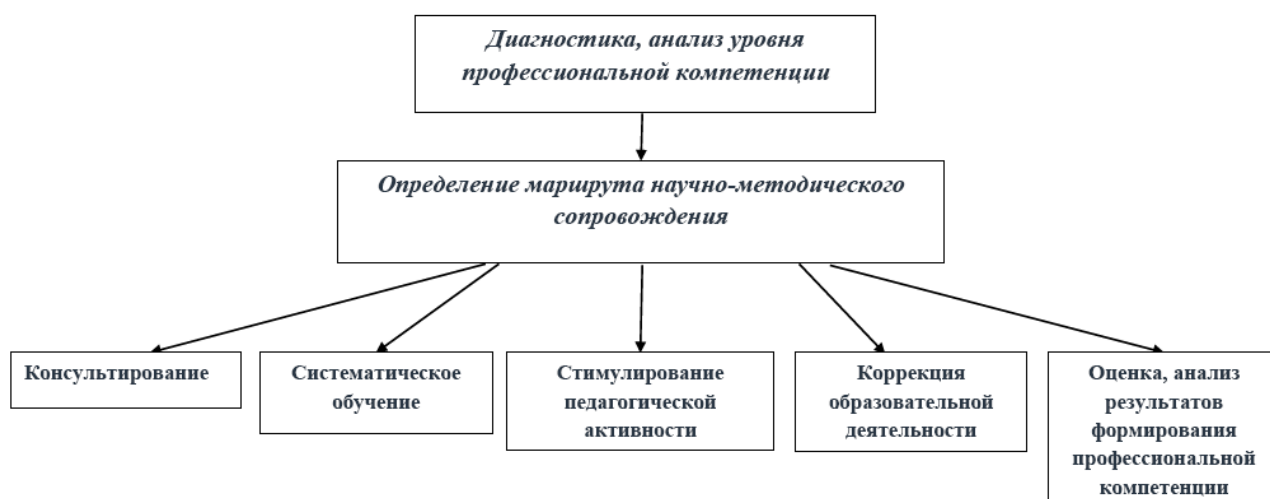 Диагностика, анализ уровня
профессиональной компетенции
Определение маршрута научно-методического
сопровождения
Консультирование
Систематическое
обучение
Стимулирование
педагогической
активности
Коррекция
образовательной
деятельности
Оценка, анализ
результатов
формирования
профессиональной
компетенции